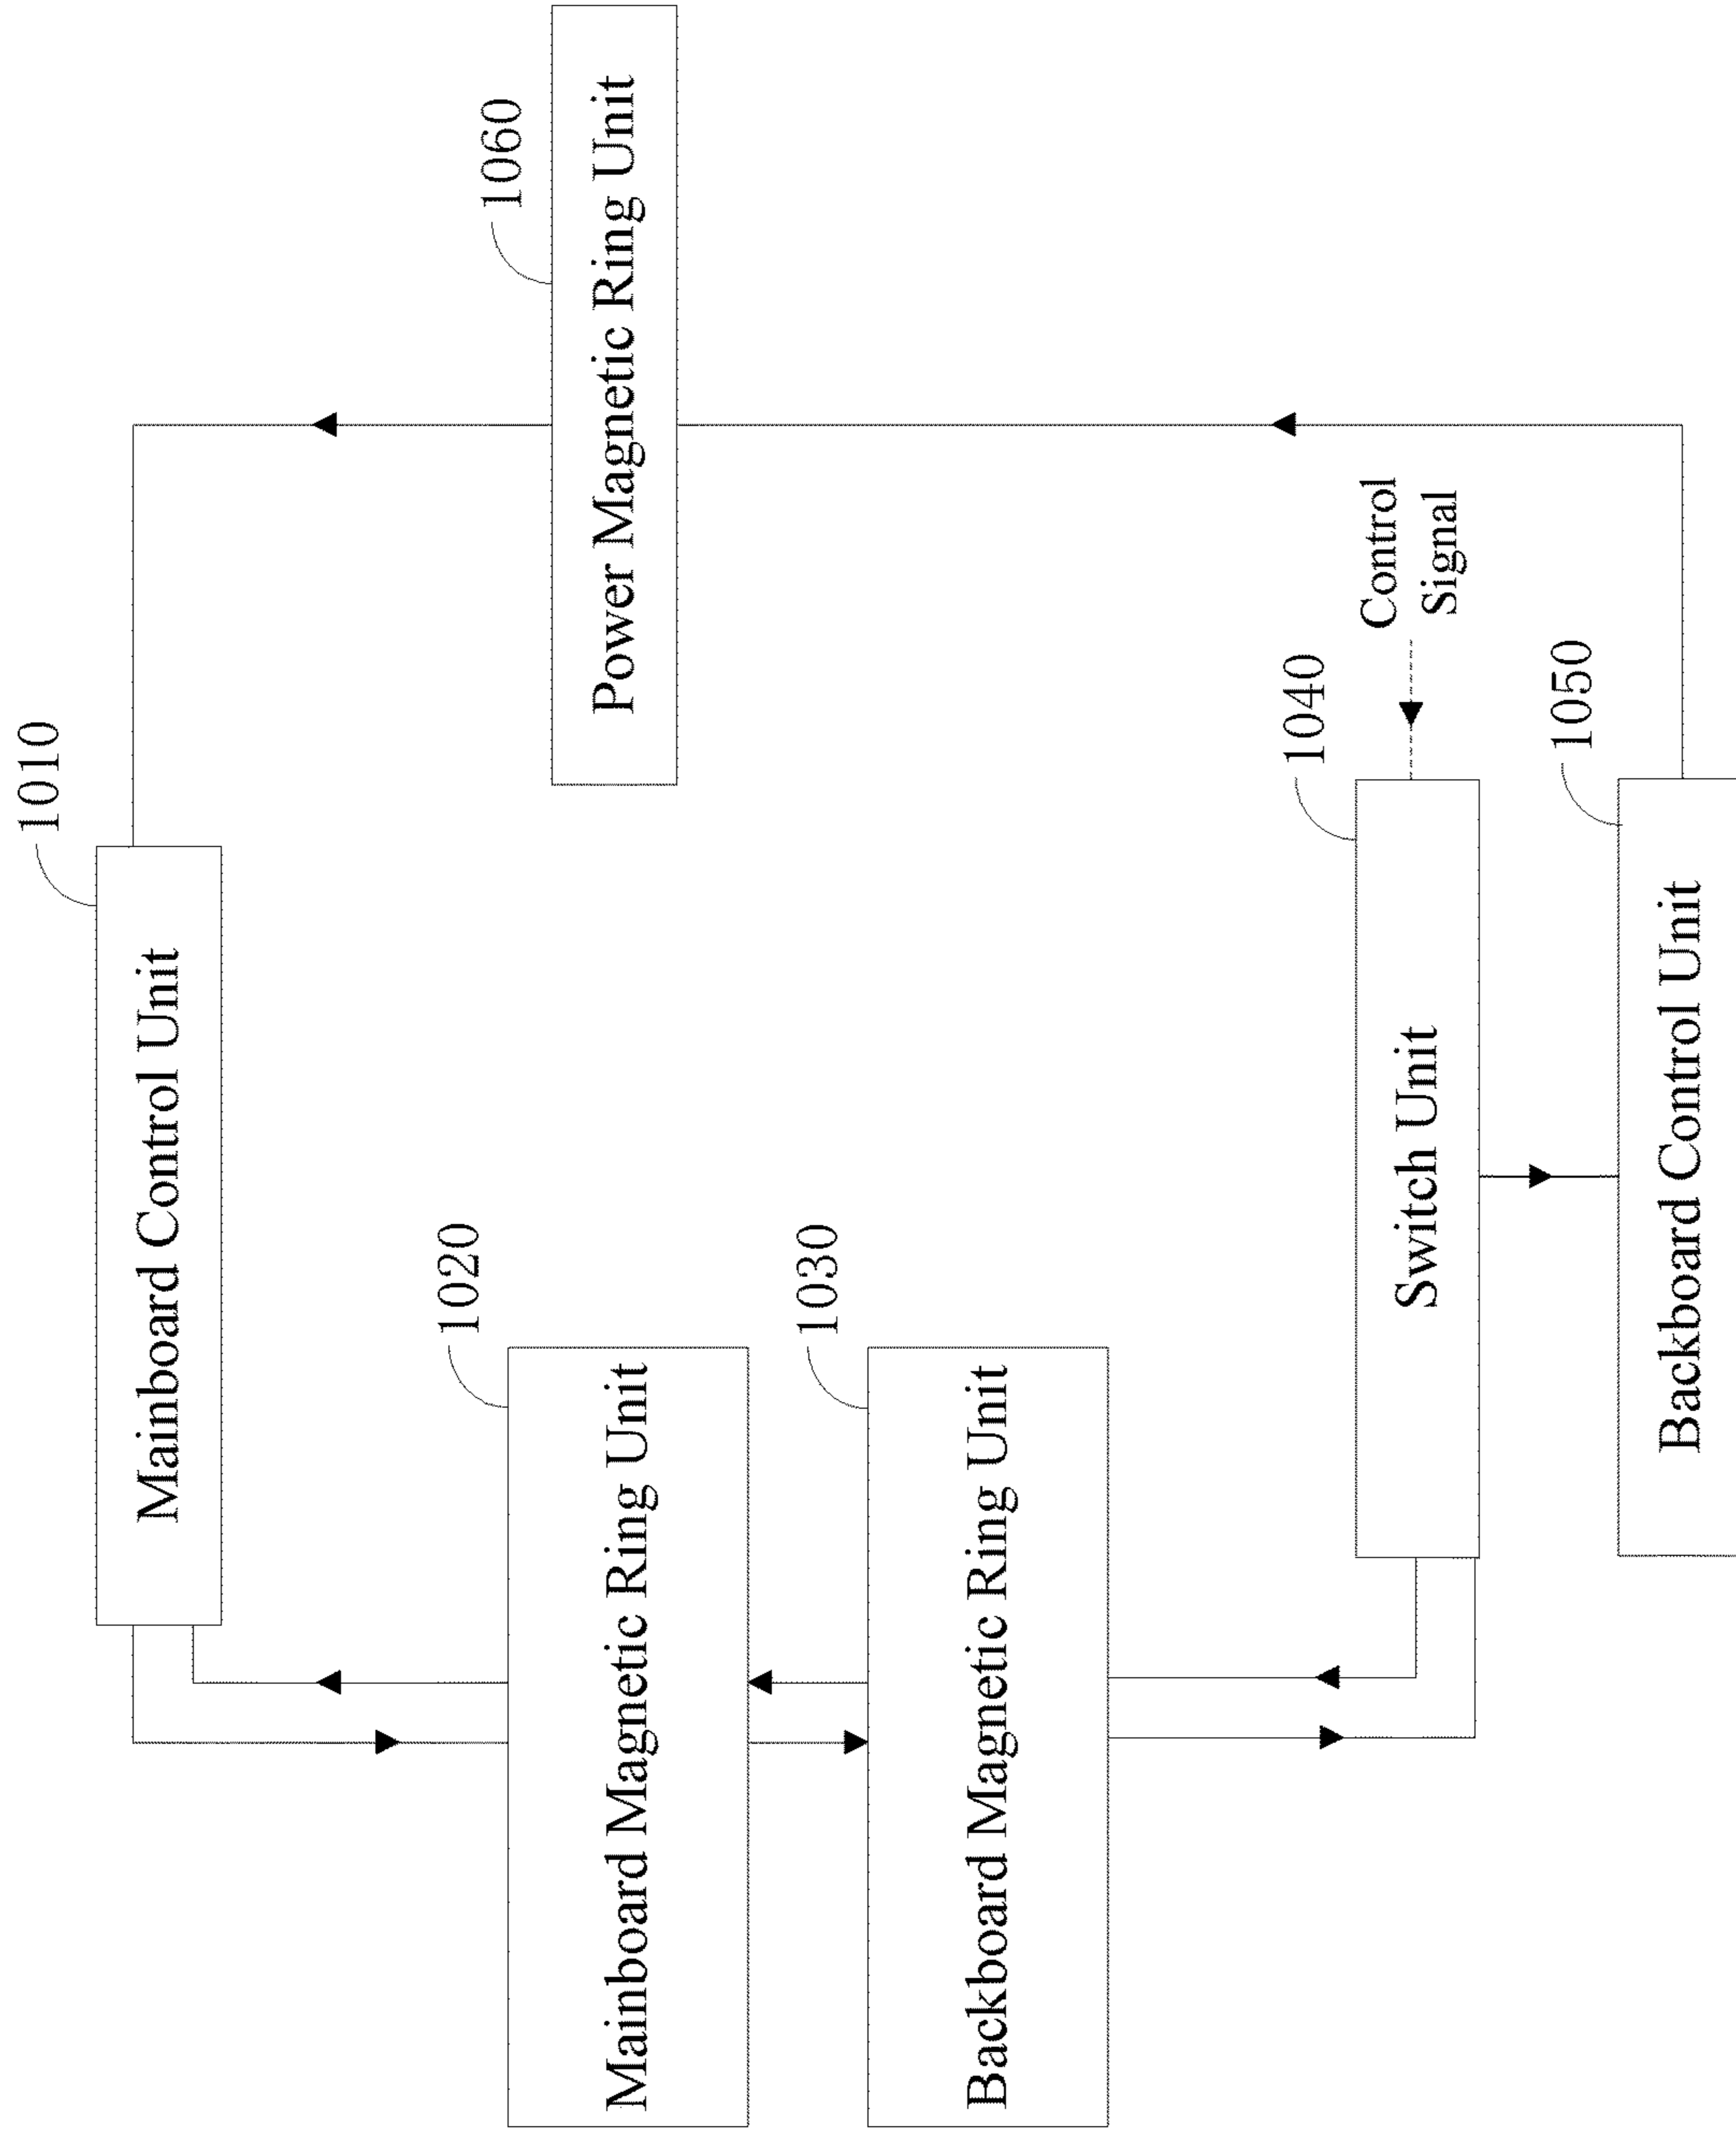 1010
Mainboard Control Unit
1020
Mainboard Magnetic Ring Unit
1060
Power Magnetic Ring Unit
1030
Backboard Magnetic Ring Unit
1040
Control
Signal
Switch Unit
1050
Backboard Control Unit